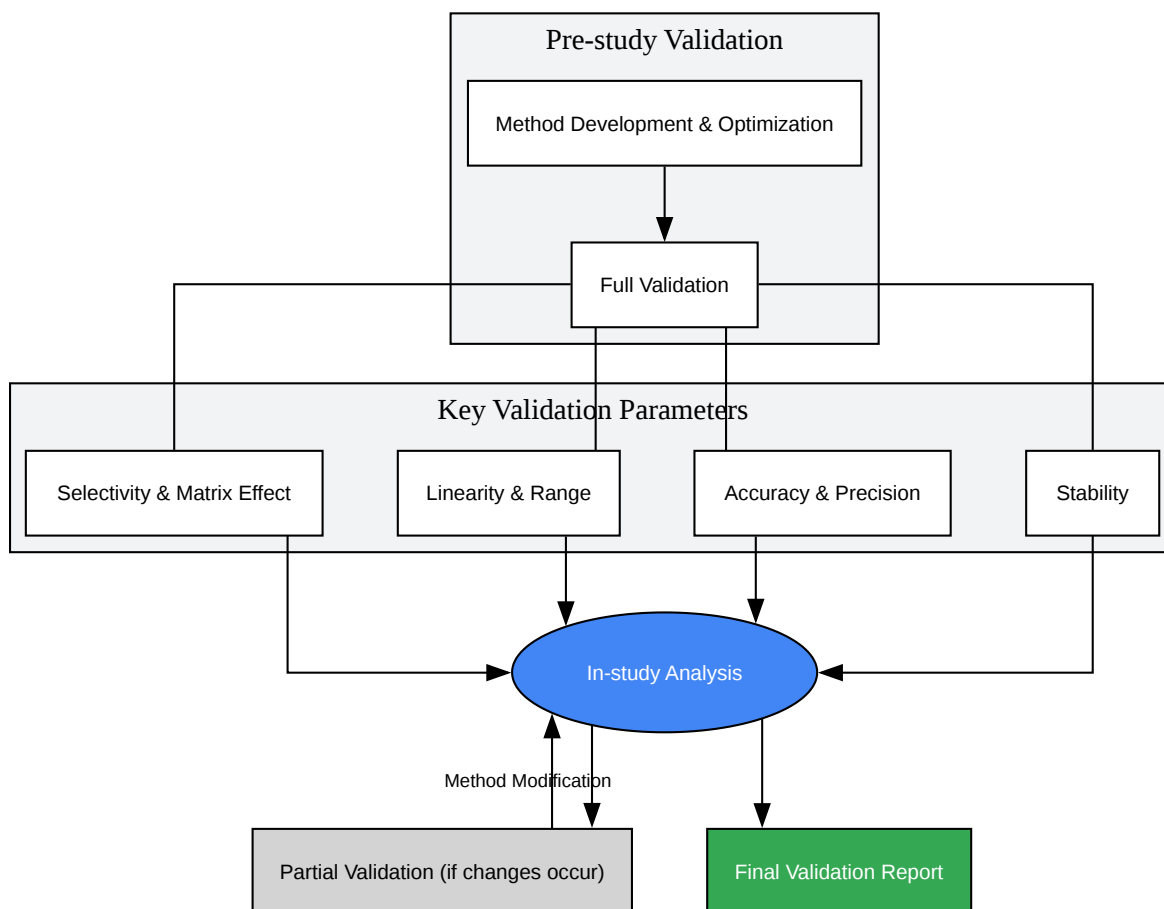 Pre-study Validation
Method Development & Optimization
Full Validation
Key Validation Parameters
Selectivity & Matrix Effect
Linearity & Range
Accuracy & Precision
Stability
In-study Analysis
Method Modification
Partial Validation (if changes occur)
Final Validation Report